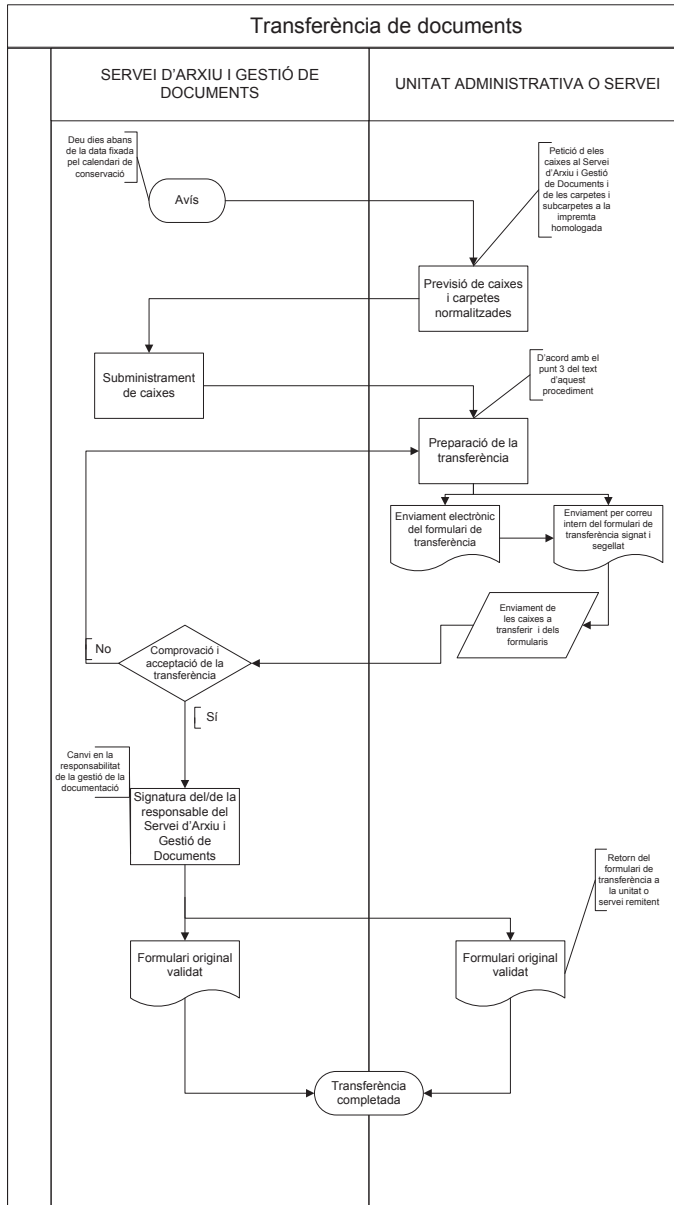 Transferència de documents
SERVEI D'ARXIU I GESTIÓ DE
DOCUMENTS
UNITAT ADMINISTRATIVA O SERVEI
Deu dies abans
de la data fixada
pel calendari de
conservació
Avís
Petició d eles
caixes al Servei
d'Arxiu i Gestió
de Documents i
de les carpetes i
subcarpetes a la
impremta
homologada
Previsió de caixes
i carpetes
normalitzades
Subministrament
de caixes
D'acord amb el
punt 3 del text
d'aquest
procediment
Preparació de la
transferència
Enviament electrònic
del formulari de
transferència
Enviament per correu
intern del formulari de
transferència signat i
segellat
Enviament de
les caixes a
transferir i dels
formularis
No
Comprovació i
acceptació de la
transferència
Sí
Canvi en la
responsabilitat
de la gestió de la
documentació
Signatura del/de la
responsable del
Servei d'Arxiu i
Gestió de
Documents
Retorn del
formulari de
transferència a
la unitat o
servei remitent
Formulari original
validat
Formulari original
validat
Transferència
completada